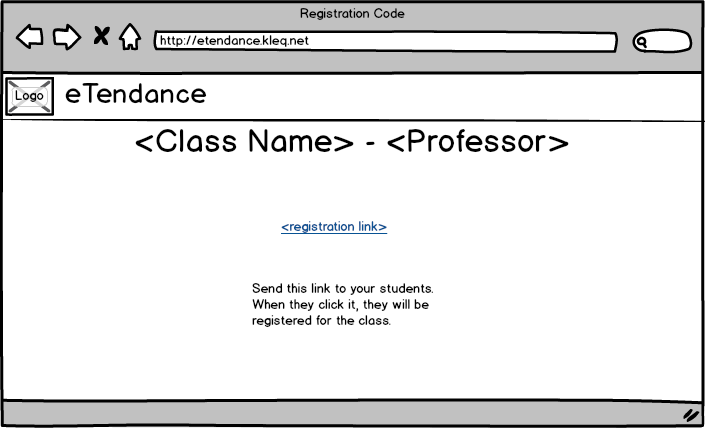 Registration Code
http://etendance.kleq.net
Logo
eTendance
<Class Name> - <Professor>
<registration link>
Send this link to your students.
When they click it, they will be
registered for the class.